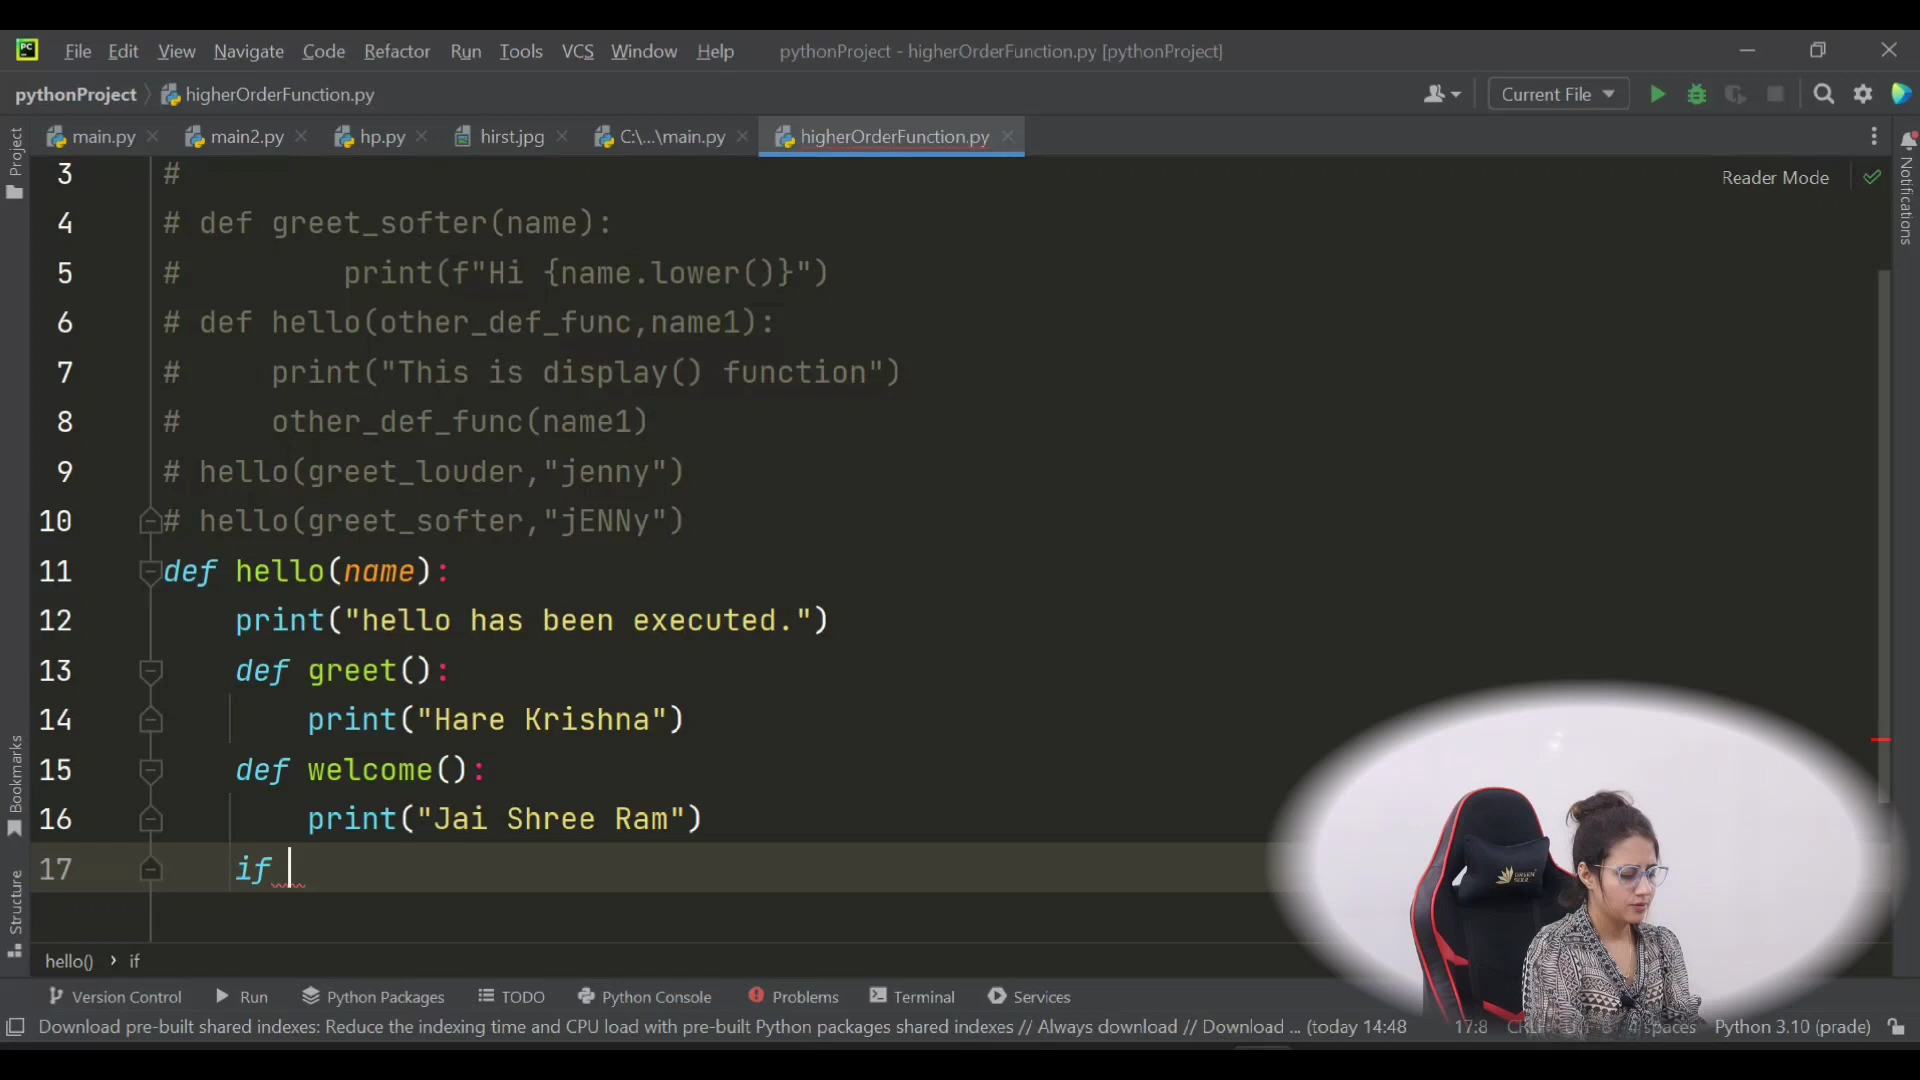 PC File Edit View Navigate Code Refactor Run Tools VCS Window Help pythonProject - higherOrderFunction.py [pythonProject]
pythonProject higherOrderFunction.py Current File
main.py main2.py hp.py hirst.jpg C:\...\main.py higherOrderFunction.py
Project
Reader Mode
Notifications
3 #
4 # def greet_softer(name):
5 #         print(f"Hi {name.lower()}")
6 # def hello(other_def_func,name1):
7 #     print("This is display() function")
8 #     other_def_func(name1)
9 # hello(greet_louder,"jenny")
10 # hello(greet_softer,"jENNy")
11 def hello(name):
12     print("hello has been executed.")
13     def greet():
14         print("Hare Krishna")
15     def welcome():
16         print("Jai Shree Ram")
17     if
Bookmarks
Structure
GREEN SOUL
hello() › if
Version Control Run Python Packages TODO Python Console Problems Terminal Services
Download pre-built shared indexes: Reduce the indexing time and CPU load with pre-built Python packages shared indexes // Always download // Download ... (today 14:48 17:8 4 spaces Python 3.10 (prade)